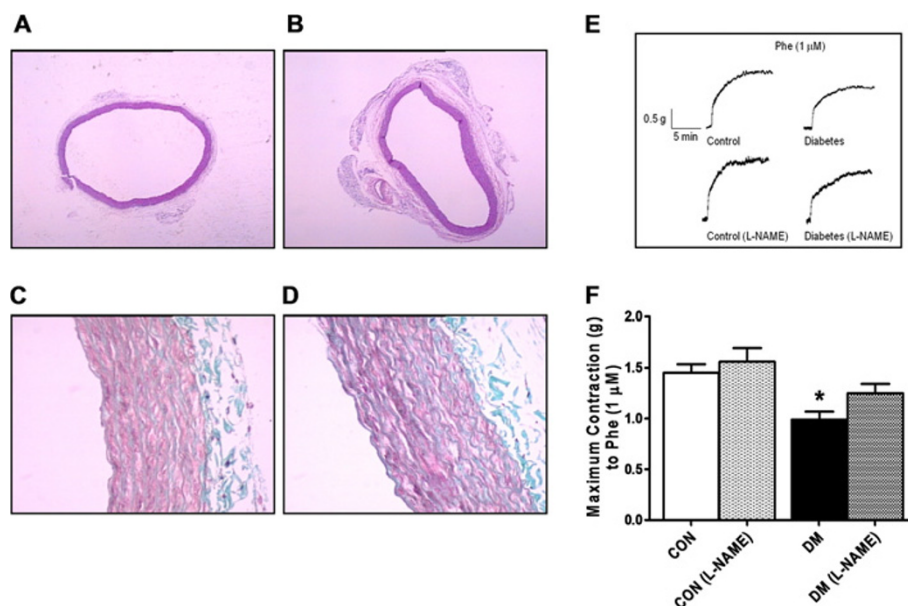 A
B
E
Phe (1 µM)
0.5 g
5 min
Control
Diabetes
Control (L-NAME)
Diabetes (L-NAME)
C
D
F
Maximum Contraction (g)
to Phe (1 µM)
2.0
1.5
1.0
0.5
0.0
*
CON
CON (L-NAME)
DM
DM (L-NAME)